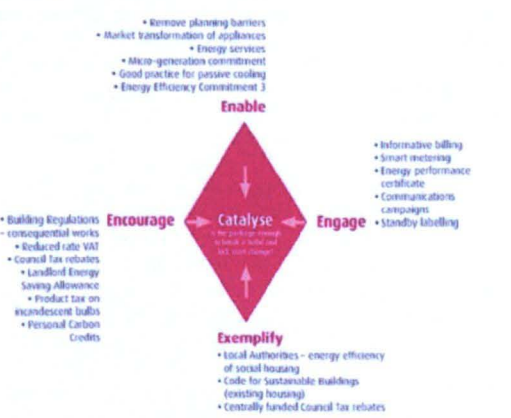 • Remove planning barriers
• Market transformation of appliances
• Energy services
• Micro-generation commitment
• Good practice for passive cooling
• Energy Efficiency Commitment 3
Enable
• Informative billing
• Smart metering
• Energy performance
certificate
• Communications
campaigns
• Standby labelling
Engage
Catalyse
Encourage
• Building Regulations
– consequential works
• Reduced rate VAT
• Council Tax rebates
• Landlord Energy
Saving Allowance
• Product tax on
incandescent bulbs
• Personal Carbon
Credits
Exemplify
• Local Authorities – energy efficiency
of social housing
• Code for Sustainable Buildings
(existing housing)
• Centrally funded Council Tax rebates